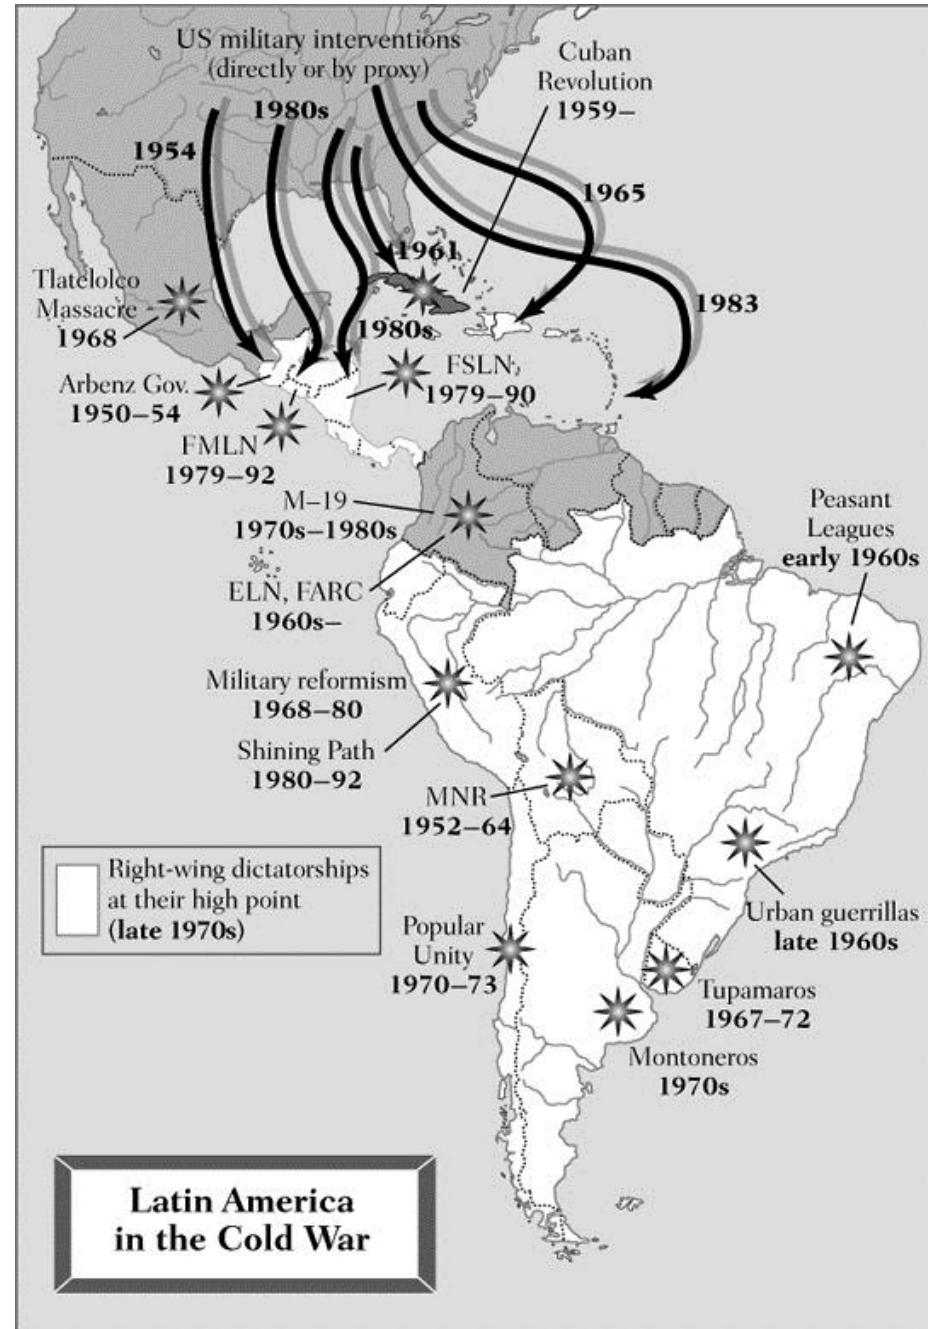 US military interventions
(directly or by proxy)
1980s
1954
Cuban
Revolution
1959–
1965
1961
1983
Tlatelolco
Massacre
1968
1980s
Arbenz Gov.
1950–54
FSLN,
1979–90
FMLN
1979–92
M–19
1970s–1980s
ELN, FARC
1960s–
Peasant
Leagues
early 1960s
Military reformism
1968–80
Shining Path
1980–92
MNR
1952–64
Right-wing dictatorships
at their high point
(late 1970s)
Urban guerrillas
late 1960s
Popular
Unity
1970–73
Tupamaros
1967–72
Montoneros
1970s
Latin America
in the Cold War